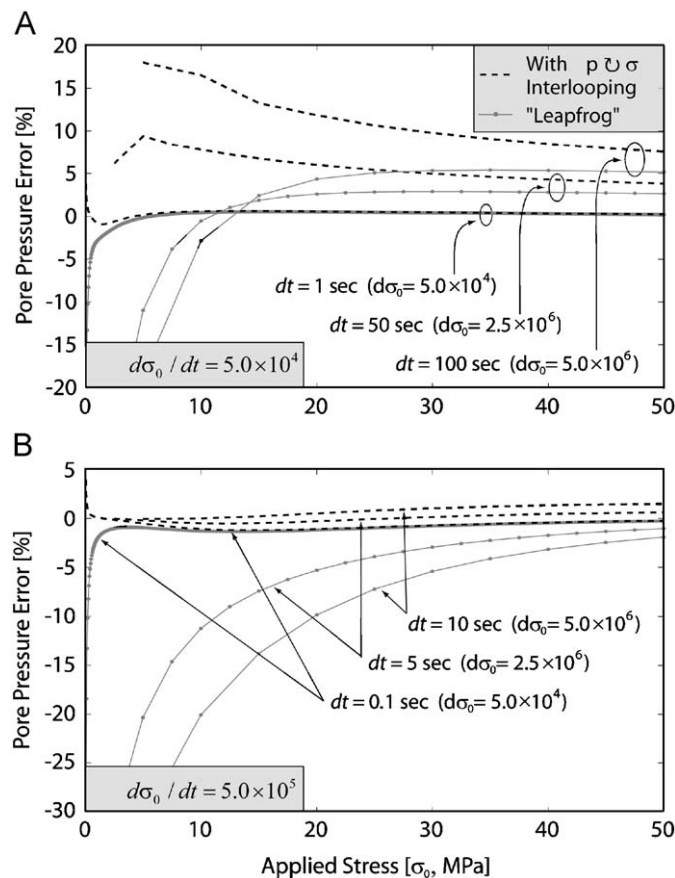 A
20
15
10
5
0
-5
-10
-15
-20
Pore Pressure Error [%]
With p ↻ σ
Interlooping
"Leapfrog"
dt = 1 sec (dσ₀= 5.0×10⁴)
dt = 50 sec (dσ₀= 2.5×10⁶)
dt = 100 sec (dσ₀= 5.0×10⁶)
dσ₀ / dt = 5.0×10⁴
0 10 20 30 40 50
B
5
0
-5
-10
-15
-20
-25
-30
Pore Pressure Error [%]
dt = 10 sec (dσ₀= 5.0×10⁶)
dt = 5 sec (dσ₀= 2.5×10⁶)
dt = 0.1 sec (dσ₀= 5.0×10⁴)
dσ₀ / dt = 5.0×10⁵
0 10 20 30 40 50
Applied Stress [σ₀, MPa]